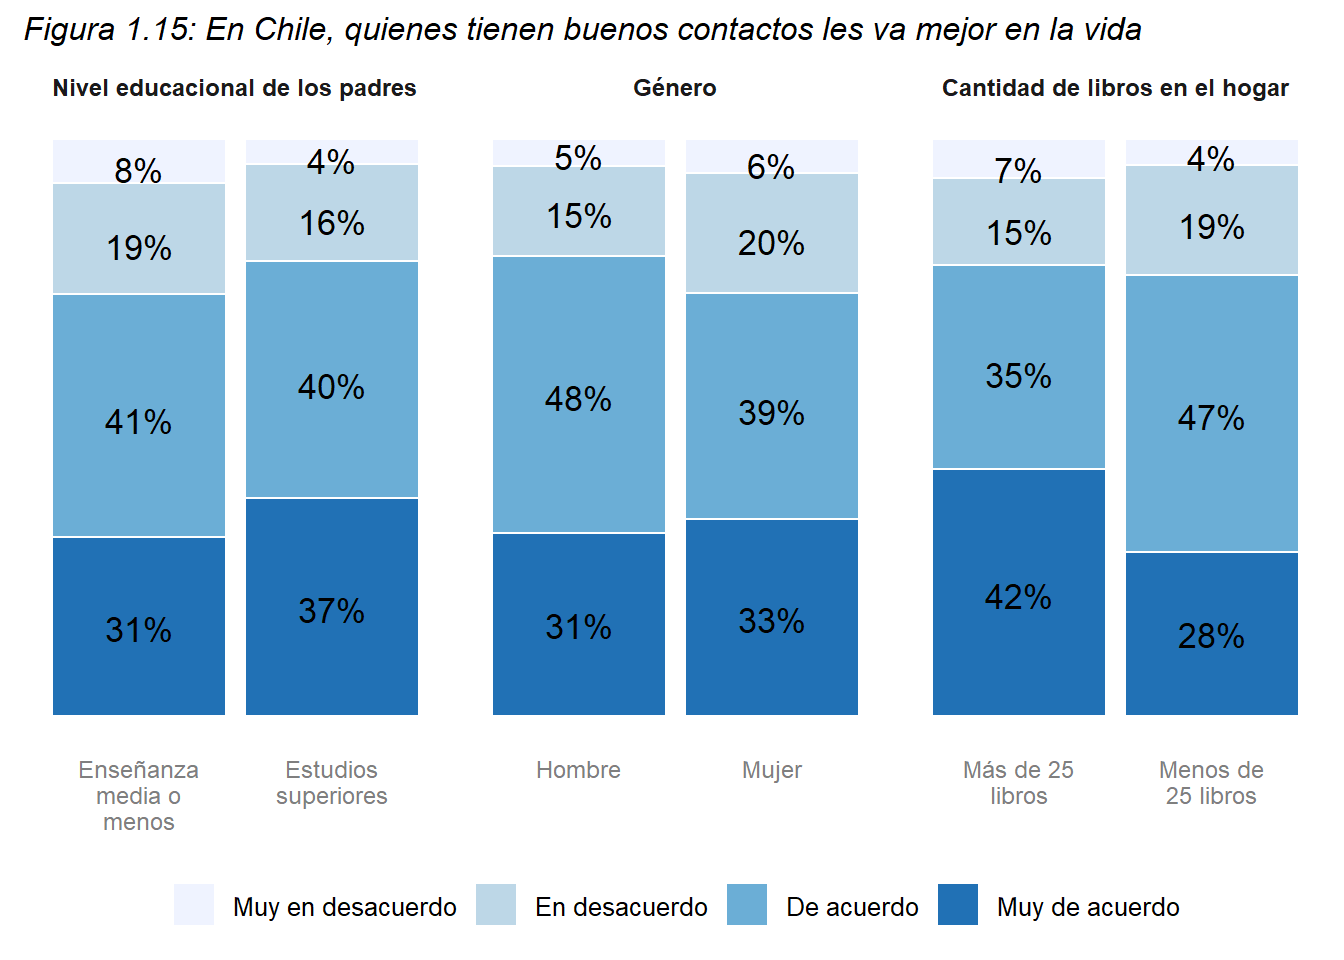 Figura 1.15: En Chile, quienes tienen buenos contactos les va mejor en la vida
Nivel educacional de los padres
8%
4%
19%
16%
41%
40%
31%
37%
Enseñanza
media o
menos
Estudios
superiores
Género
5%
6%
15%
20%
48%
39%
31%
33%
Hombre
Mujer
Cantidad de libros en el hogar
7%
4%
15%
19%
35%
47%
42%
28%
Más de 25
libros
Menos de
25 libros
Muy en desacuerdo
En desacuerdo
De acuerdo
Muy de acuerdo